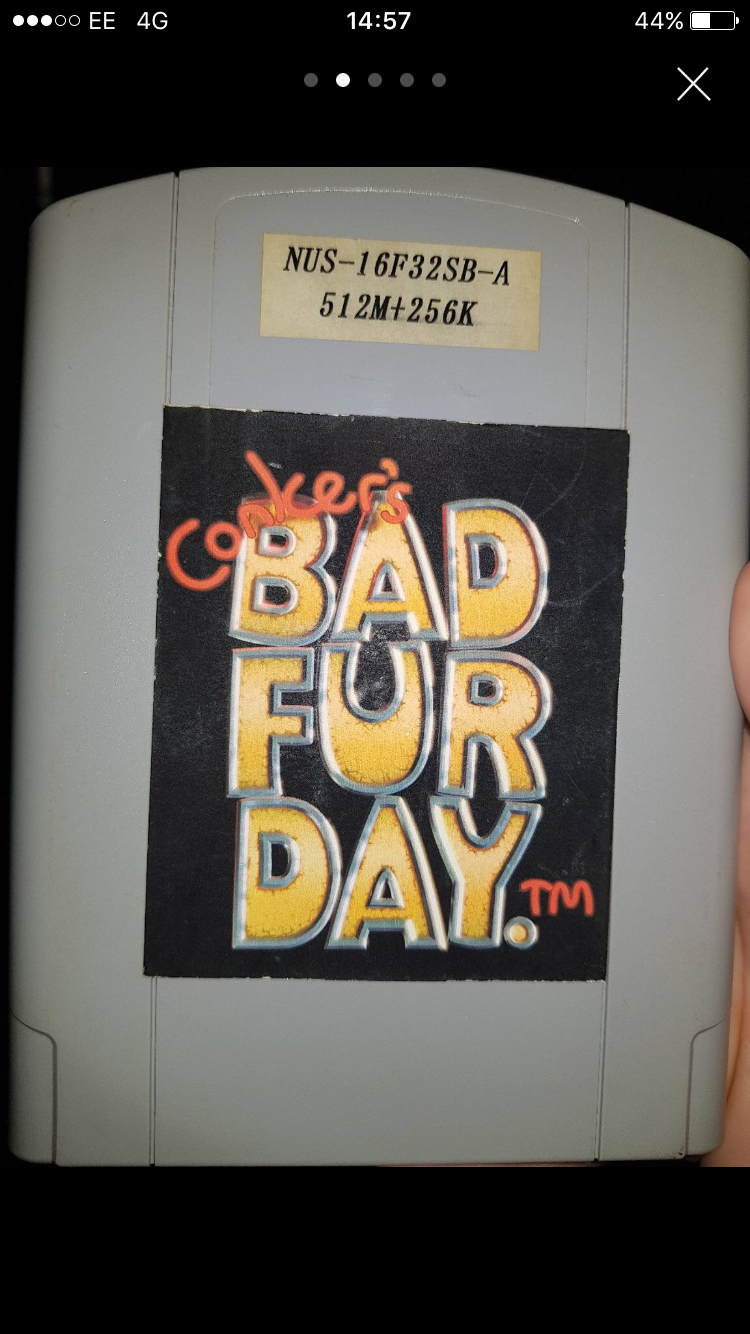 EE 4G 14:57 44%
NUS-16F32SB-A
512M+256K
Conker's
BAD
FUR
DAY.™